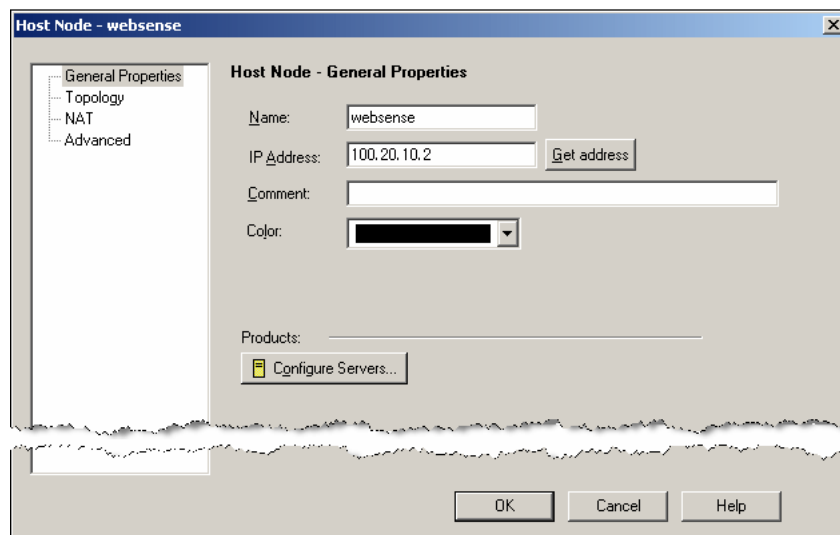 Host Node - websense
General Properties
Topology
NAT
Advanced
Host Node - General Properties
Name:
websense
IP Address:
100.20.10.2
Get address
Comment:
Color:
Products:
Configure Servers...
OK
Cancel
Help